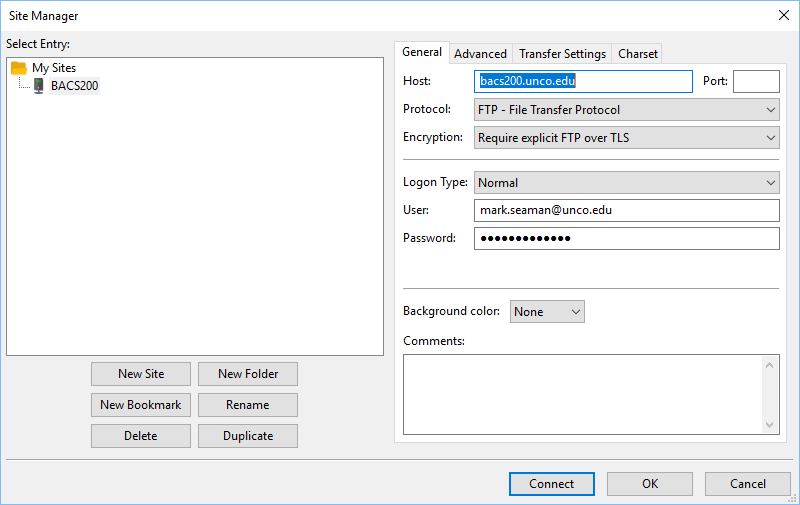 Site Manager
Select Entry:
My Sites
BACS200
New Site
New Folder
New Bookmark
Rename
Delete
Duplicate
General
Advanced
Transfer Settings
Charset
Host:
bacs200.unco.edu
Port:
Protocol:
FTP - File Transfer Protocol
Encryption:
Require explicit FTP over TLS
Logon Type:
Normal
User:
mark.seaman@unco.edu
Password:
●●●●●●●●●●●●●
Background color:
None
Comments:
Connect
OK
Cancel